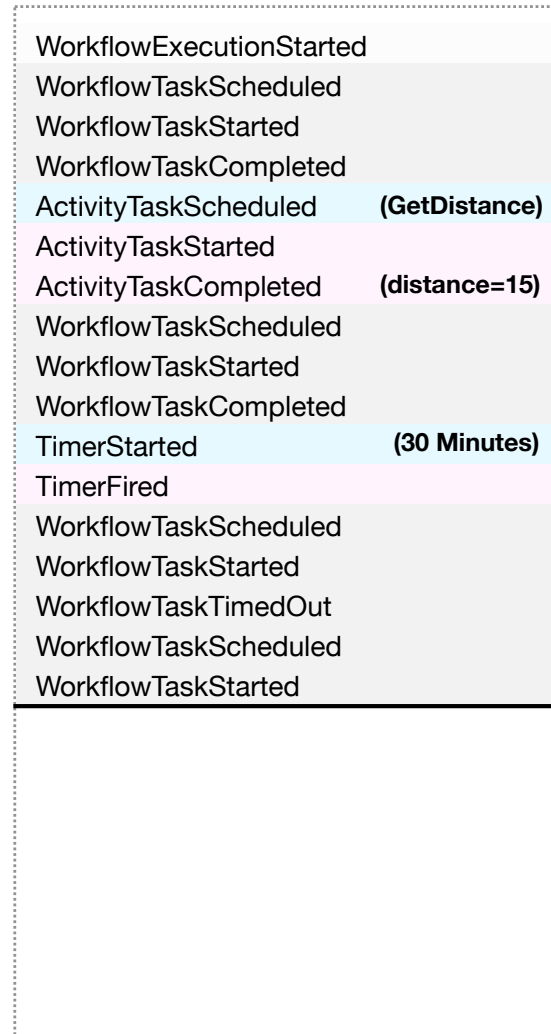 WorkflowExecutionStarted
WorkflowTaskScheduled
WorkflowTaskStarted
WorkflowTaskCompleted
ActivityTaskScheduled (GetDistance)
ActivityTaskStarted
ActivityTaskCompleted (distance=15)
WorkflowTaskScheduled
WorkflowTaskStarted
WorkflowTaskCompleted
TimerStarted (30 Minutes)
TimerFired
WorkflowTaskScheduled
WorkflowTaskStarted
WorkflowTaskTimedOut
WorkflowTaskScheduled
WorkflowTaskStarted